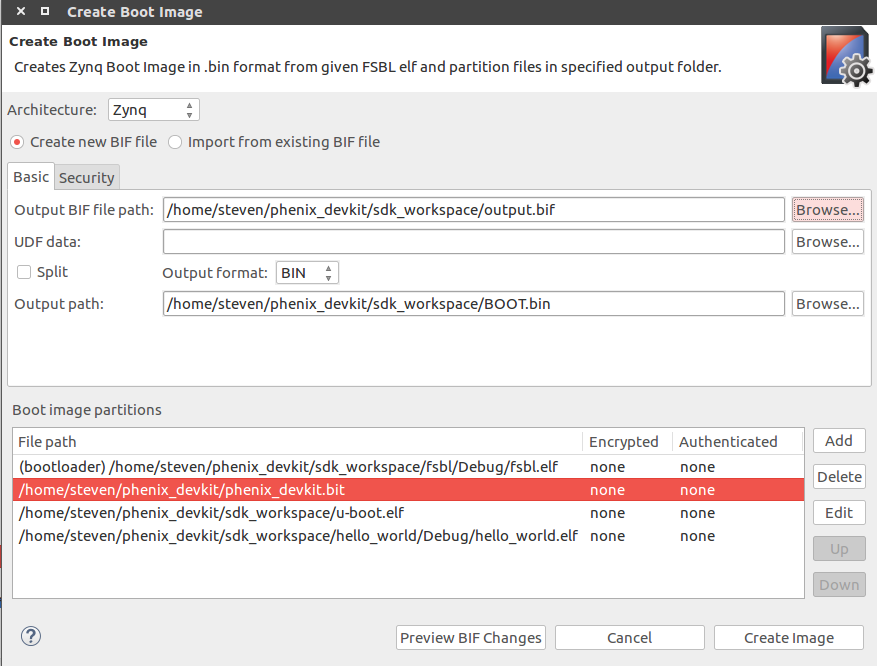 Create Boot Image
Create Boot Image
Creates Zynq Boot Image in .bin format from given FSBL elf and partition files in specified output folder.
Architecture: Zynq
Create new BIF file Import from existing BIF file
Basic Security
Output BIF file path: /home/steven/phenix_devkit/sdk_workspace/output.bif Browse...
UDF data: Browse...
Split Output format: BIN
Output path: /home/steven/phenix_devkit/sdk_workspace/BOOT.bin Browse...
Boot image partitions
File path Encrypted Authenticated Add
(bootloader) /home/steven/phenix_devkit/sdk_workspace/fsbl/Debug/fsbl.elf none none
/home/steven/phenix_devkit/phenix_devkit.bit none none Delete
/home/steven/phenix_devkit/sdk_workspace/u-boot.elf none none Edit
/home/steven/phenix_devkit/sdk_workspace/hello_world/Debug/hello_world.elf none none Up
Down
? Preview BIF Changes Cancel Create Image